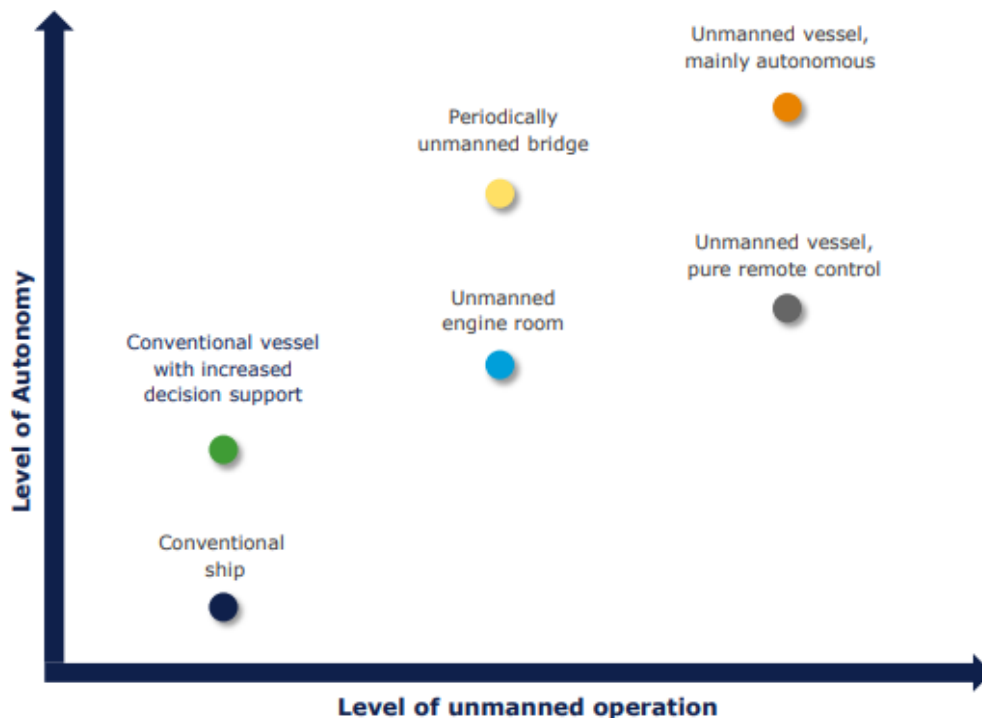 Unmanned vessel,
mainly autonomous
Periodically
unmanned bridge
Unmanned vessel,
pure remote control
Unmanned
engine room
Conventional vessel
with increased
decision support
Conventional
ship
Level of Autonomy
Level of unmanned operation